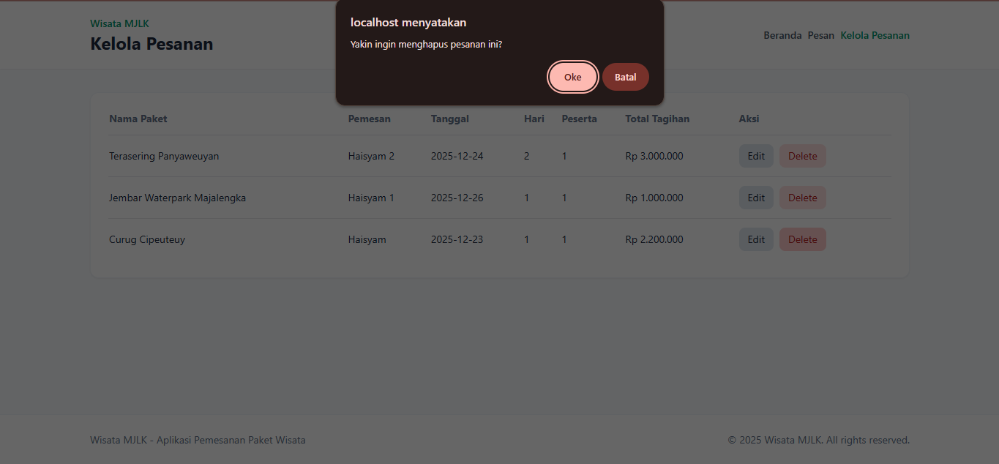 localhost menyatakan
Yakin ingin menghapus pesanan ini?
Oke Batal
Wisata MJLK
Kelola Pesanan
Beranda Pesan Kelola Pesanan
Nama Paket Pemesan Tanggal Hari Peserta Total Tagihan Aksi
Terasering Panyaweuyan Haisyam 2 2025-12-24 2 1 Rp 3.000.000 Edit Delete
Jembar Waterpark Majalengka Haisyam 1 2025-12-26 1 1 Rp 1.000.000 Edit Delete
Curug Cipeuteuy Haisyam 2025-12-23 1 1 Rp 2.200.000 Edit Delete
Wisata MJLK - Aplikasi Pemesanan Paket Wisata © 2025 Wisata MJLK. All rights reserved.